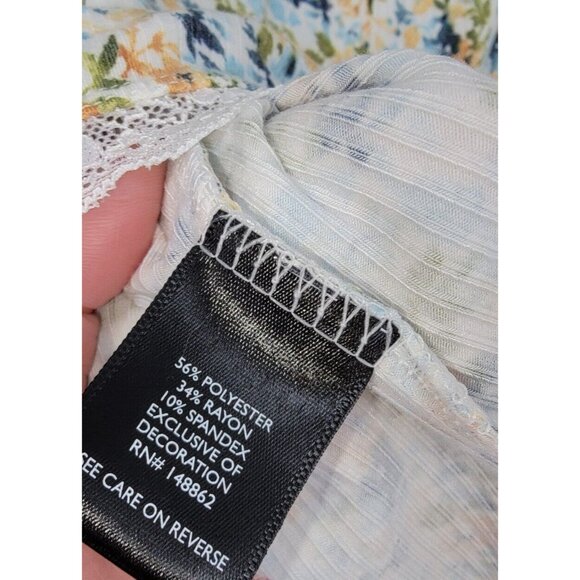 56% POLYESTER
34% RAYON
10% SPANDEX
EXCLUSIVE OF
DECORATION
RN# 148862
SEE CARE ON REVERSE